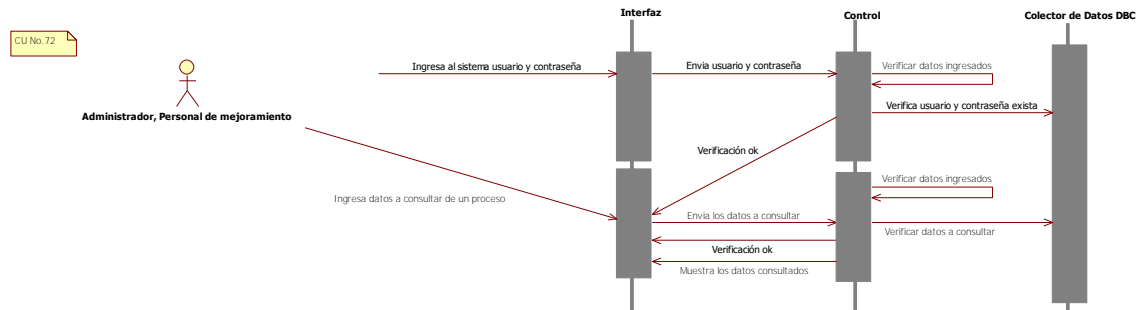 Interfaz
Control
Colector de Datos DBC
CU No.72
Ingresa al sistema usuario y contraseña
Envia usuario y contraseña
Verificar datos ingresados
Verifica usuario y contraseña exista
Administrador, Personal de mejoramiento
Verificación ok
Verificar datos ingresados
Ingresa datos a consultar de un proceso
Envia los datos a consultar
Verificar datos a consultar
Verificación ok
Muestra los datos consultados